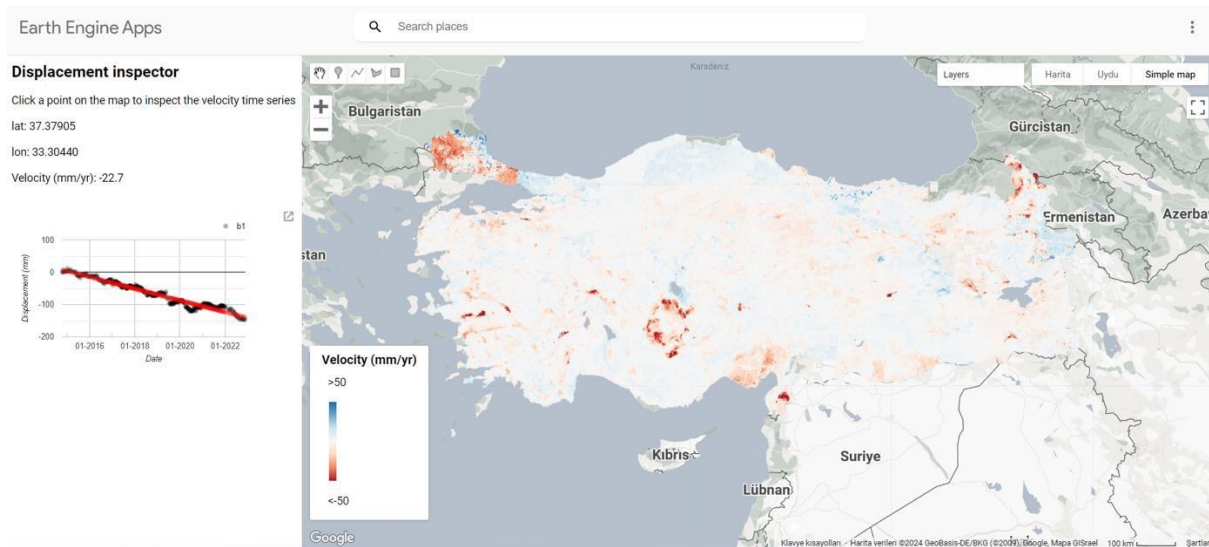 Earth Engine Apps
Search places
Displacement inspector
Click a point on the map to inspect the velocity time series
lat: 37.37905
lon: 33.30440
Velocity (mm/yr): -22.7
b1
100
0
-100
-200
Displacement (mm)
01-2016 01-2018 01-2020 01-2022
Date
Karadeniz
Layers
Harita Uydu Simple map
+
−
Bulgaristan
Gürcistan
Ermenistan
Azerba
stan
Velocity (mm/yr)
>50
<-50
Kıbrıs
Suriye
Lübnan
Google
Klavye kısayolları Harita verileri ©2024 GeoBasis-DE/BKG (©2009), Google, Mapa GISrael 100 km Şartlar